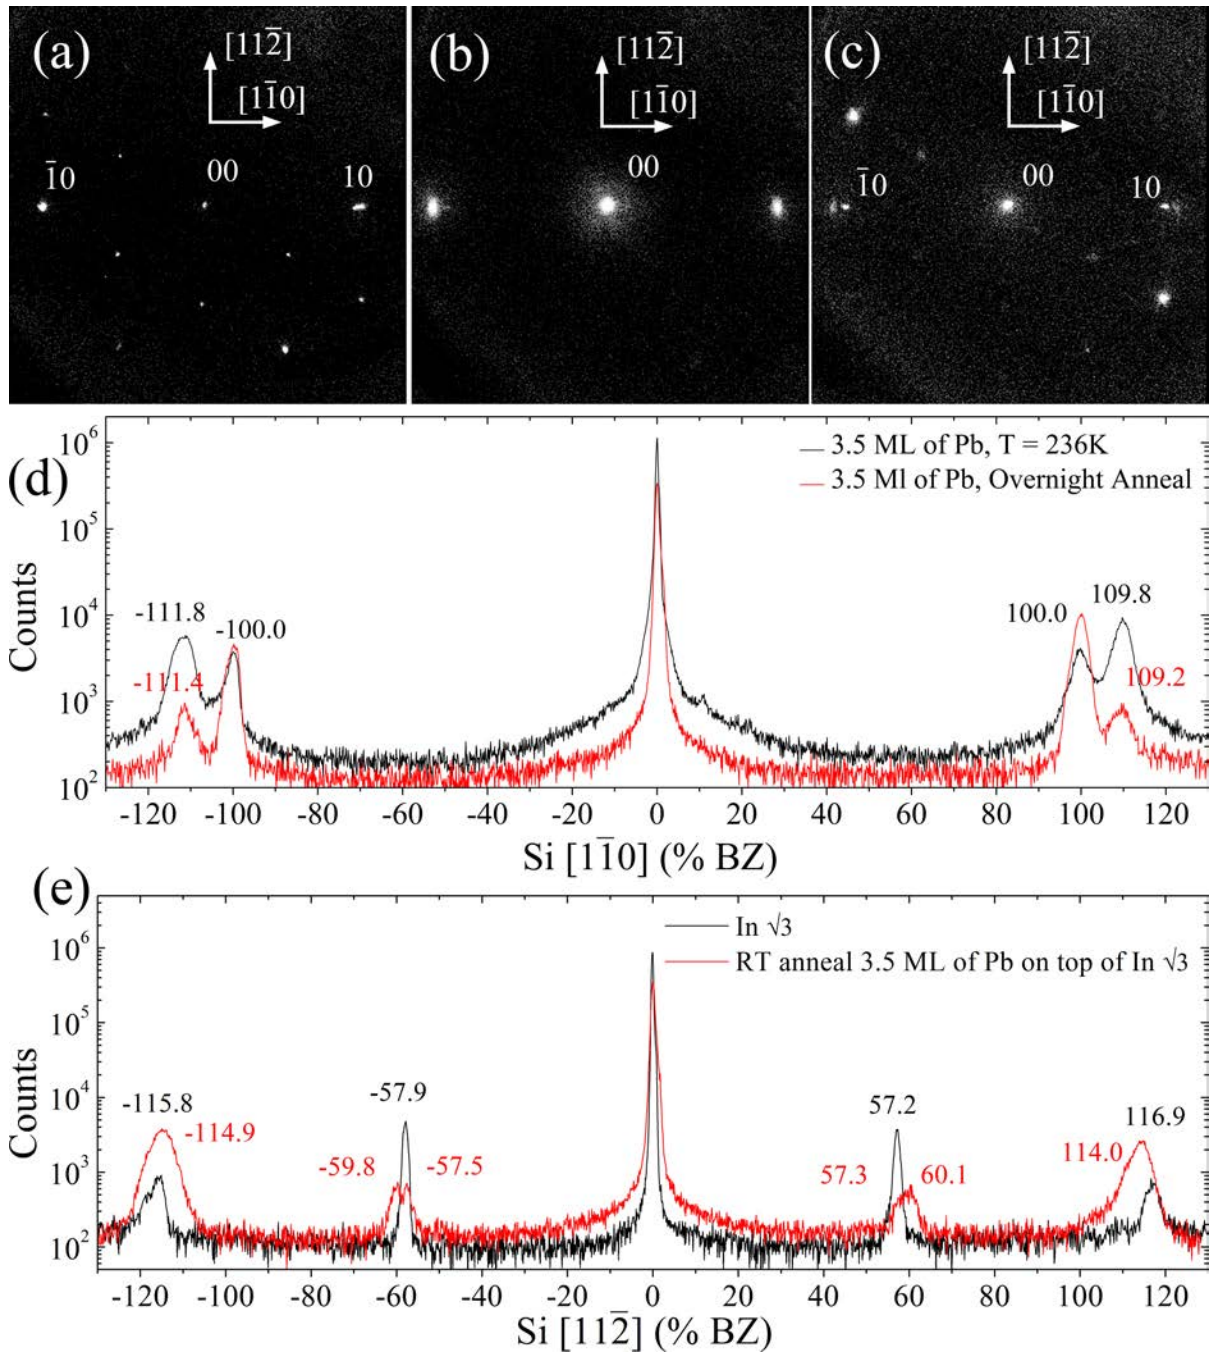 (a)
[112̅]
[11̅0]
1̅0
00
10
(b)
[112̅]
[11̅0]
00
(c)
[112̅]
[11̅0]
1̅0
00
10
(d)
Counts
10⁶
10⁵
10⁴
10³
10²
3.5 ML of Pb, T = 236K
3.5 Ml of Pb, Overnight Anneal
-111.8
-100.0
-111.4
100.0
109.8
109.2
-120 -100 -80 -60 -40 -20 0 20 40 60 80 100 120
Si [11̅0] (% BZ)
(e)
Counts
10⁶
10⁵
10⁴
10³
10²
In √3
RT anneal 3.5 ML of Pb on top of In √3
-115.8
-114.9
-57.9
-59.8
-57.5
57.2
57.3
60.1
116.9
114.0
-120 -100 -80 -60 -40 -20 0 20 40 60 80 100 120
Si [112̅] (% BZ)